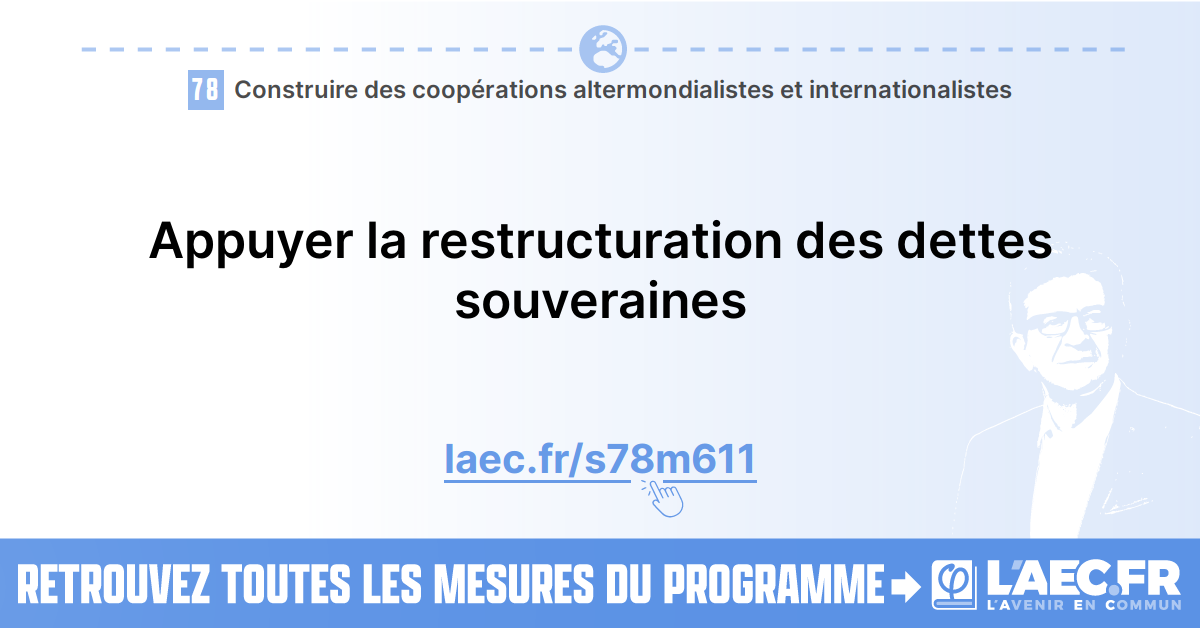 78 Construire des coopérations altermondialistes et internationalistes
Appuyer la restructuration des dettes
souveraines
laec.fr/s78m611
RETROUVEZ TOUTES LES MESURES DU PROGRAMME
L'AEC.FR
L'AVENIR EN COMMUN